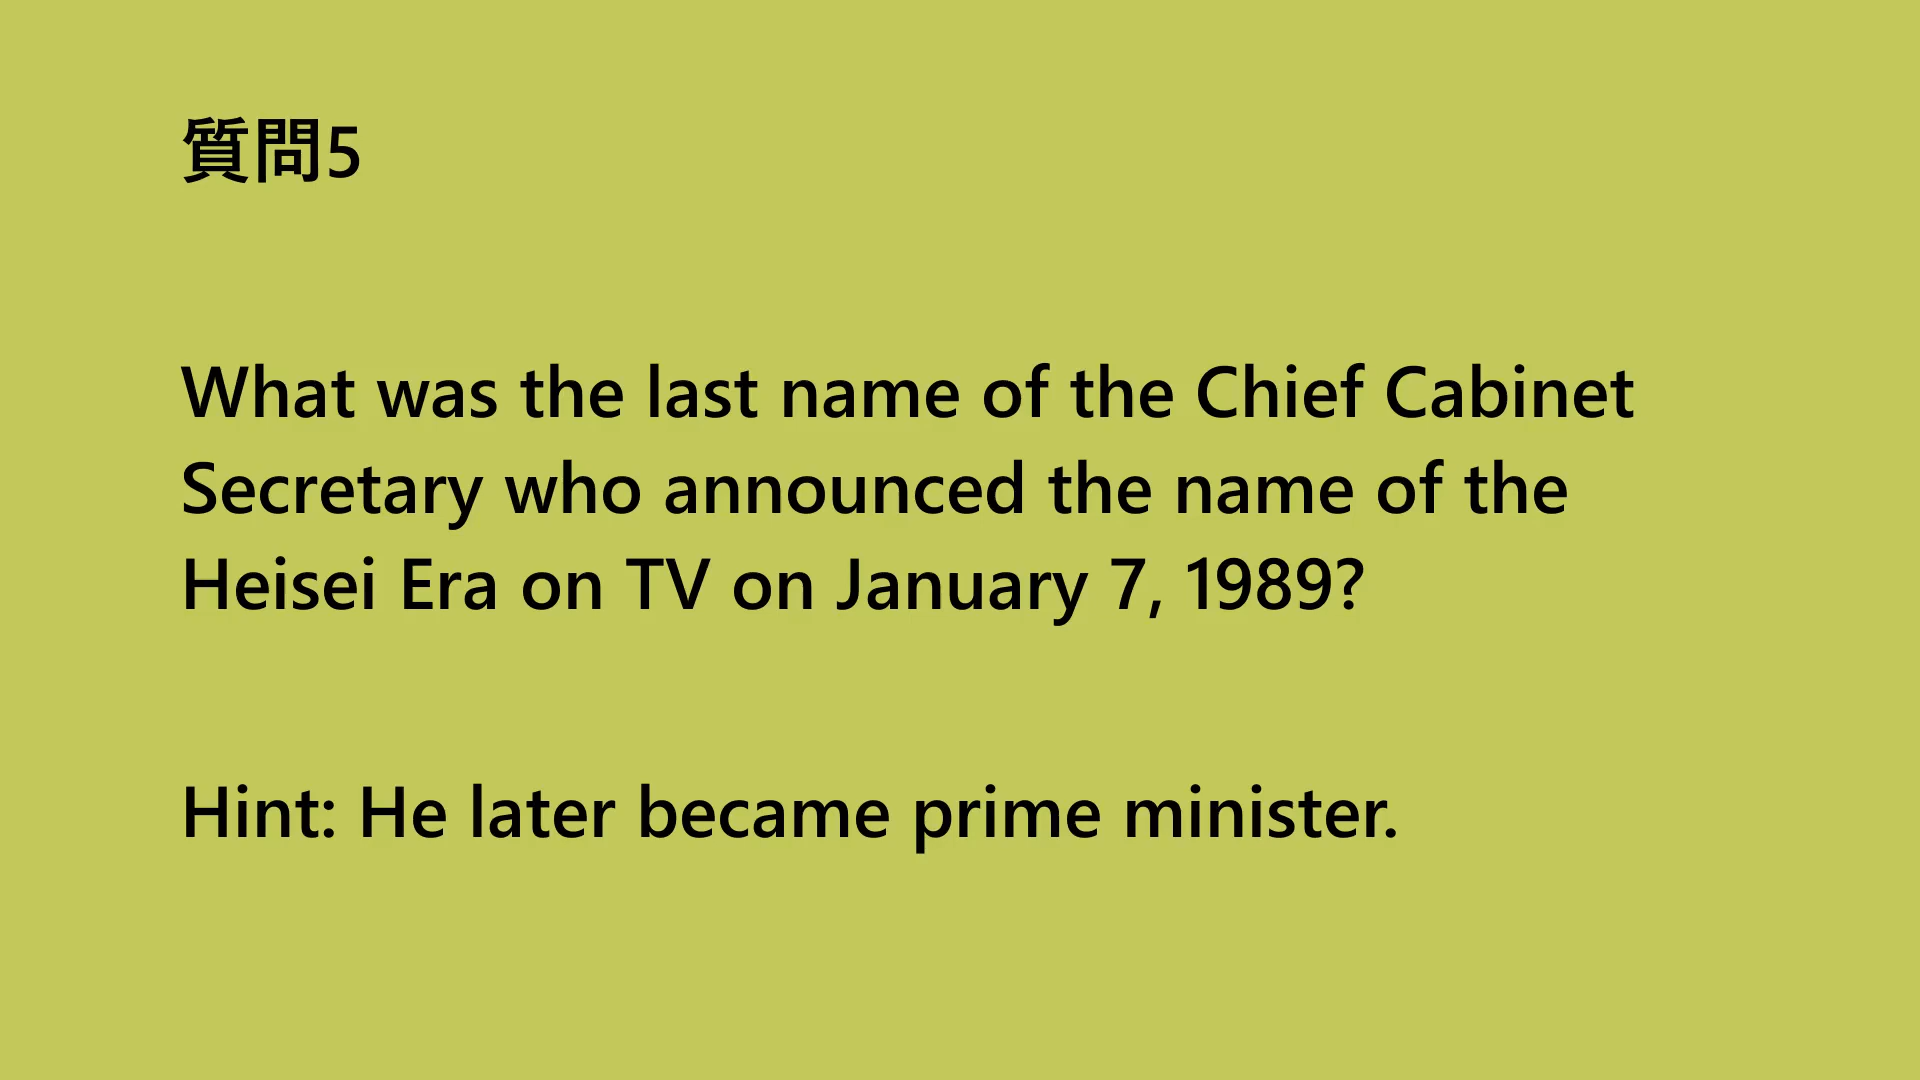 質問5
What was the last name of the Chief Cabinet
Secretary who announced the name of the
Heisei Era on TV on January 7, 1989?
Hint: He later became prime minister.